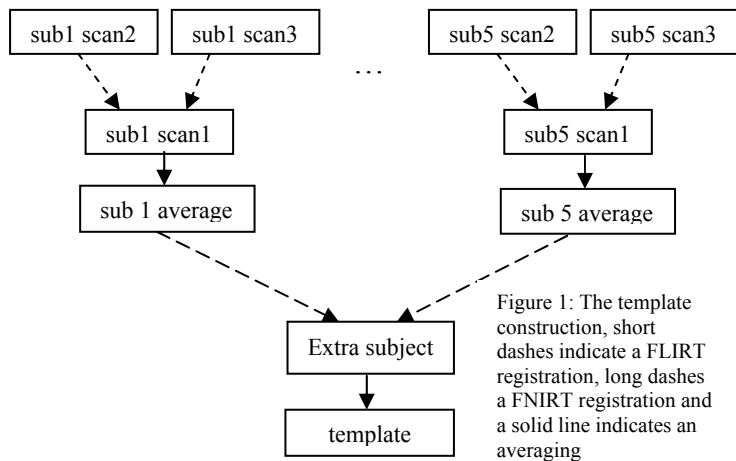 sub1 scan2 sub1 scan3 sub5 scan2 sub5 scan3
...
sub1 scan1 sub5 scan1
sub 1 average sub 5 average
Extra subject
template
Figure 1: The template
construction, short
dashes indicate a FLIRT
registration, long dashes
a FNIRT registration and
a solid line indicates an
averaging